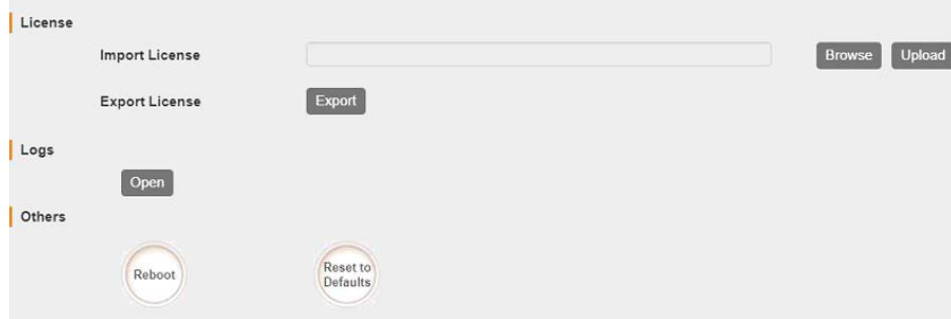 License
Import License Browse Upload
Export License Export
Logs
Open
Others
Reboot Reset to
Defaults